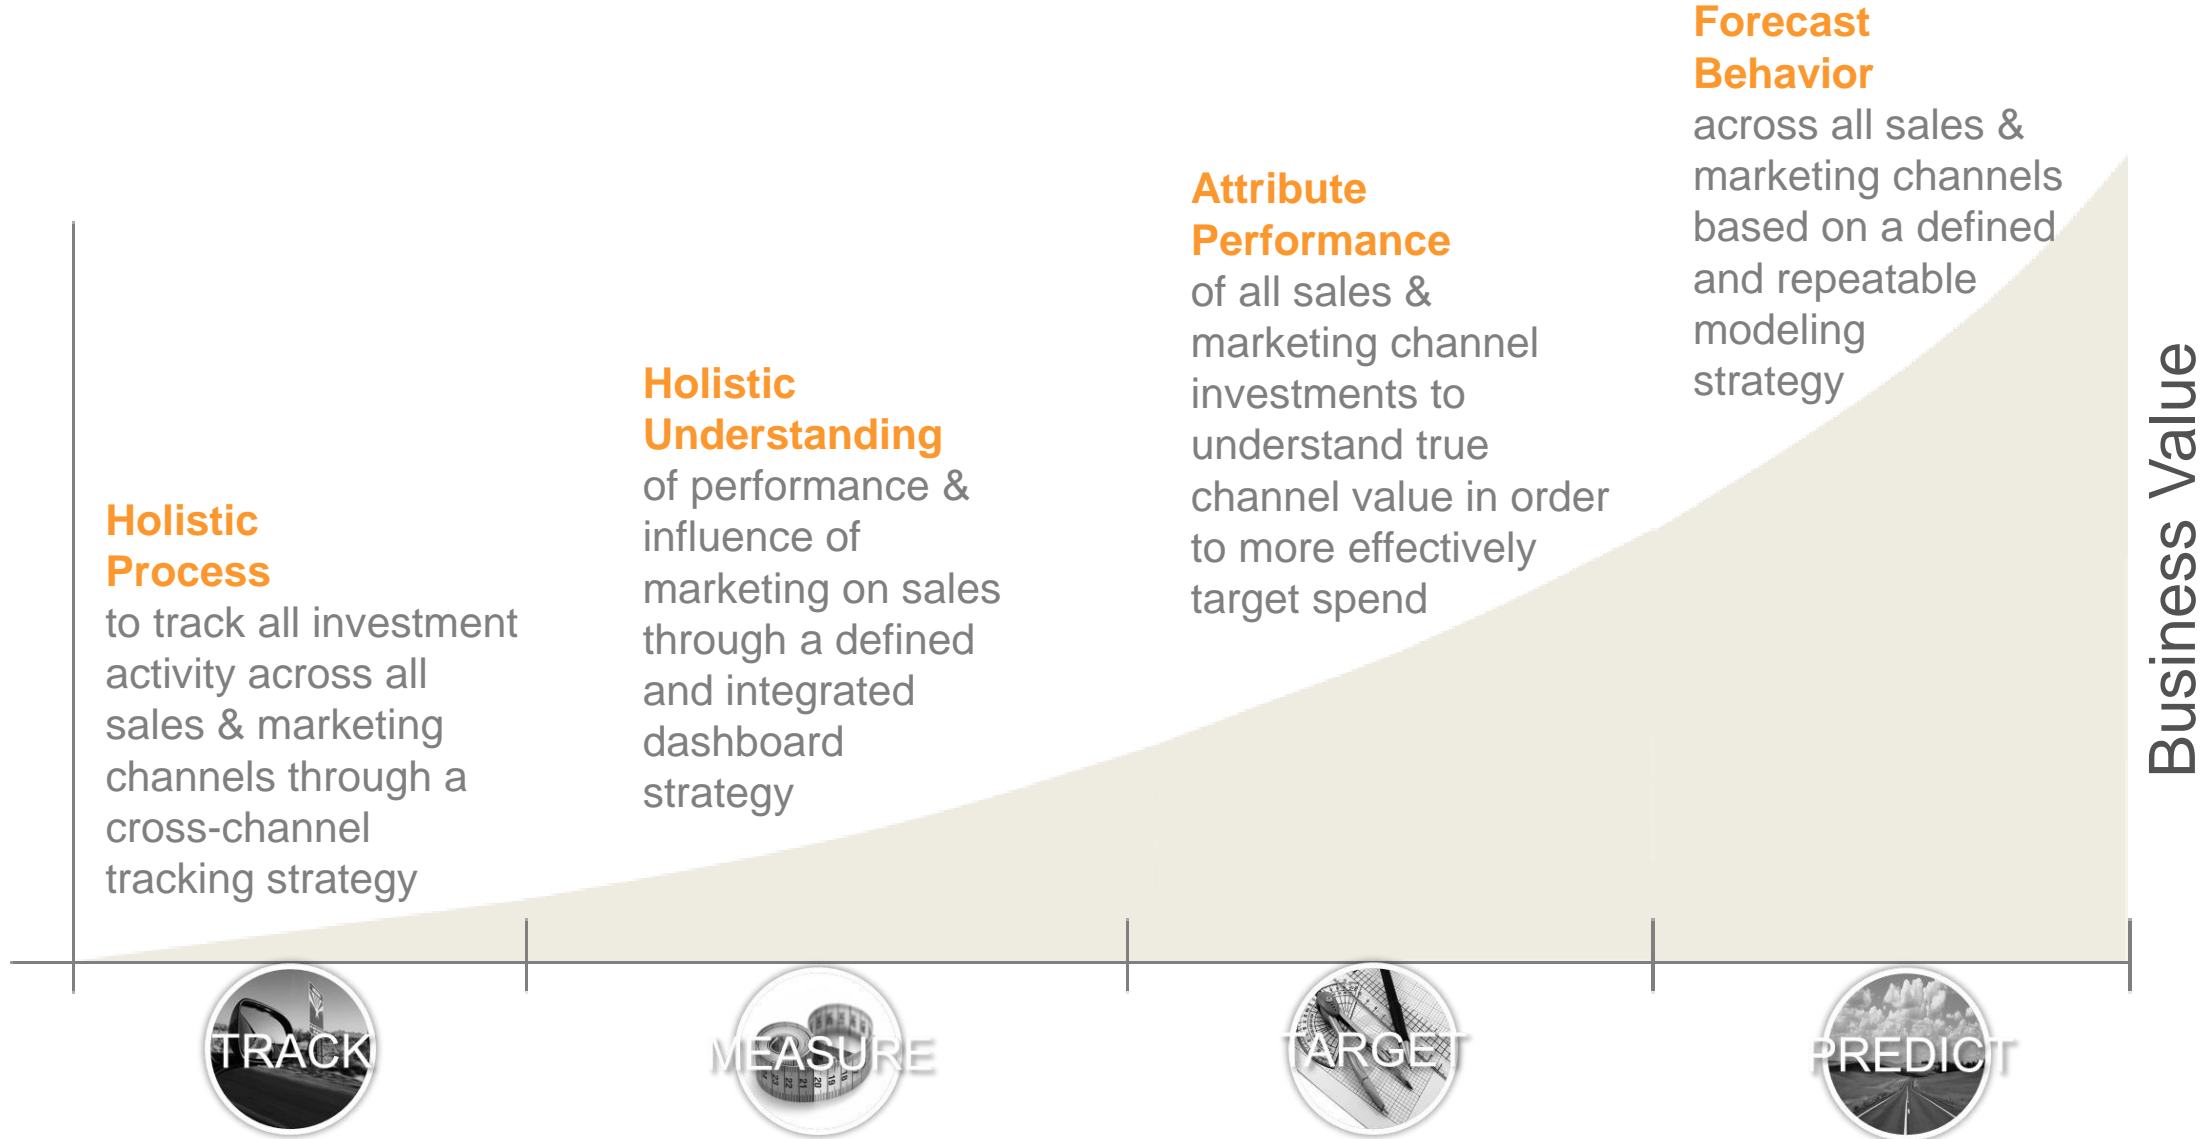 Holistic
Process
to track all investment
activity across all
sales & marketing
channels through a
cross-channel
tracking strategy
Holistic
Understanding
of performance &
influence of
marketing on sales
through a defined
and integrated
dashboard
strategy
Attribute
Performance
of all sales &
marketing channel
investments to
understand true
channel value in order
to more effectively
target spend
Forecast
Behavior
across all sales &
marketing channels
based on a defined
and repeatable
modeling
strategy
Business Value
TRACK
MEASURE
TARGET
PREDICT